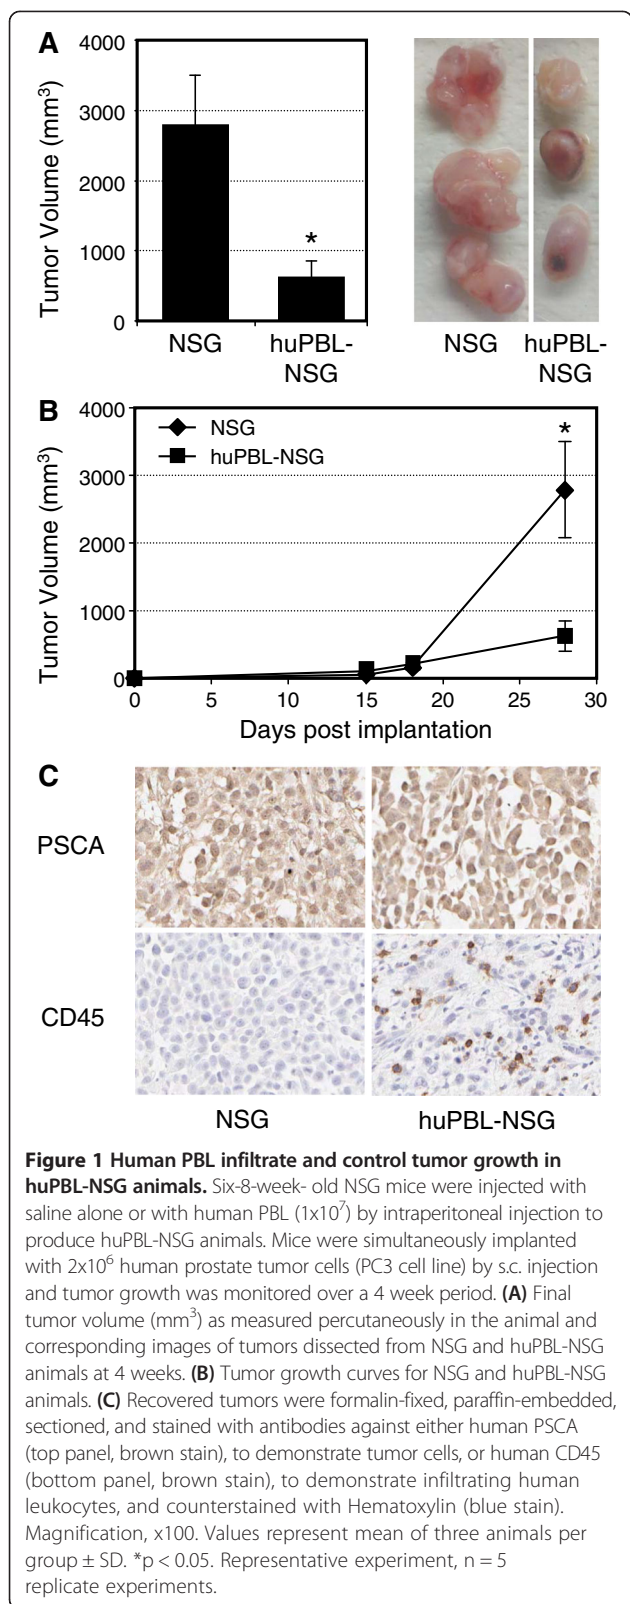 A
Tumor Volume (mm³)
4000
3000
2000
1000
0
*
NSG
huPBL-
NSG
NSG
huPBL-
NSG
B
Tumor Volume (mm³)
4000
3000
2000
1000
0
NSG
huPBL-NSG
*
0 5 10 15 20 25 30
Days post implantation
C
PSCA
CD45
NSG
huPBL-NSG
Figure 1 Human PBL infiltrate and control tumor growth in
huPBL-NSG animals. Six-8-week- old NSG mice were injected with
saline alone or with human PBL (1x10⁷) by intraperitoneal injection to
produce huPBL-NSG animals. Mice were simultaneously implanted
with 2x10⁶ human prostate tumor cells (PC3 cell line) by s.c. injection
and tumor growth was monitored over a 4 week period. (A) Final
tumor volume (mm³) as measured percutaneously in the animal and
corresponding images of tumors dissected from NSG and huPBL-NSG
animals at 4 weeks. (B) Tumor growth curves for NSG and huPBL-NSG
animals. (C) Recovered tumors were formalin-fixed, paraffin-embedded,
sectioned, and stained with antibodies against either human PSCA
(top panel, brown stain), to demonstrate tumor cells, or human CD45
(bottom panel, brown stain), to demonstrate infiltrating human
leukocytes, and counterstained with Hematoxylin (blue stain).
Magnification, x100. Values represent mean of three animals per
group ± SD. *p < 0.05. Representative experiment, n = 5
replicate experiments.